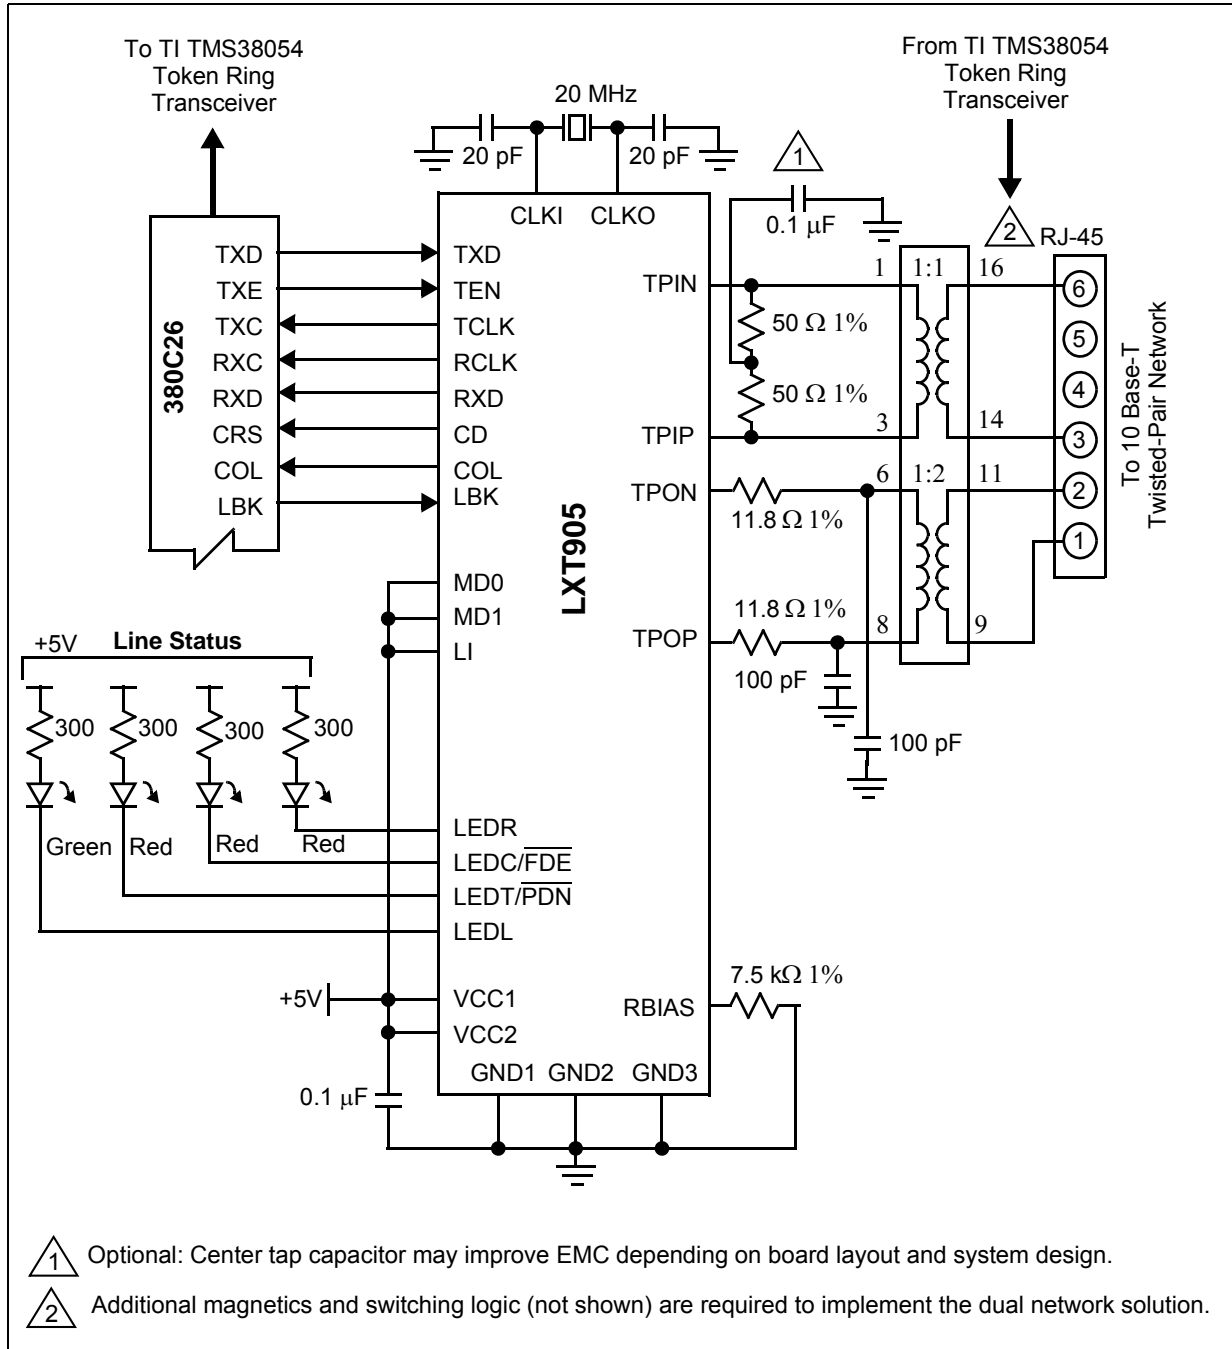 To TI TMS38054
Token Ring
Transceiver
From TI TMS38054
Token Ring
Transceiver
20 MHz
20 pF
20 pF
1
0.1 μF
2
RJ-45
CLKI
CLKO
380C26
TXD
TXE
TXC
RXC
RXD
CRS
COL
LBK
LXT905
TXD
TEN
TCLK
RCLK
RXD
CD
COL
LBK
MD0
MD1
LI
LEDR
LEDC/FDE
LEDT/PDN
LEDL
VCC1
VCC2
GND1
GND2
GND3
TPIN
TPIP
TPON
TPOP
RBIAS
50 Ω 1%
50 Ω 1%
11.8 Ω 1%
11.8 Ω 1%
100 pF
100 pF
7.5 kΩ 1%
1
1:1
16
3
14
6
1:2
11
8
9
6
5
4
3
2
1
To 10 Base-T
Twisted-Pair Network
+5V
Line Status
300
300
300
300
Green
Red
Red
Red
+5V
0.1 μF
1 Optional: Center tap capacitor may improve EMC depending on board layout and system design.
2 Additional magnetics and switching logic (not shown) are required to implement the dual network solution.